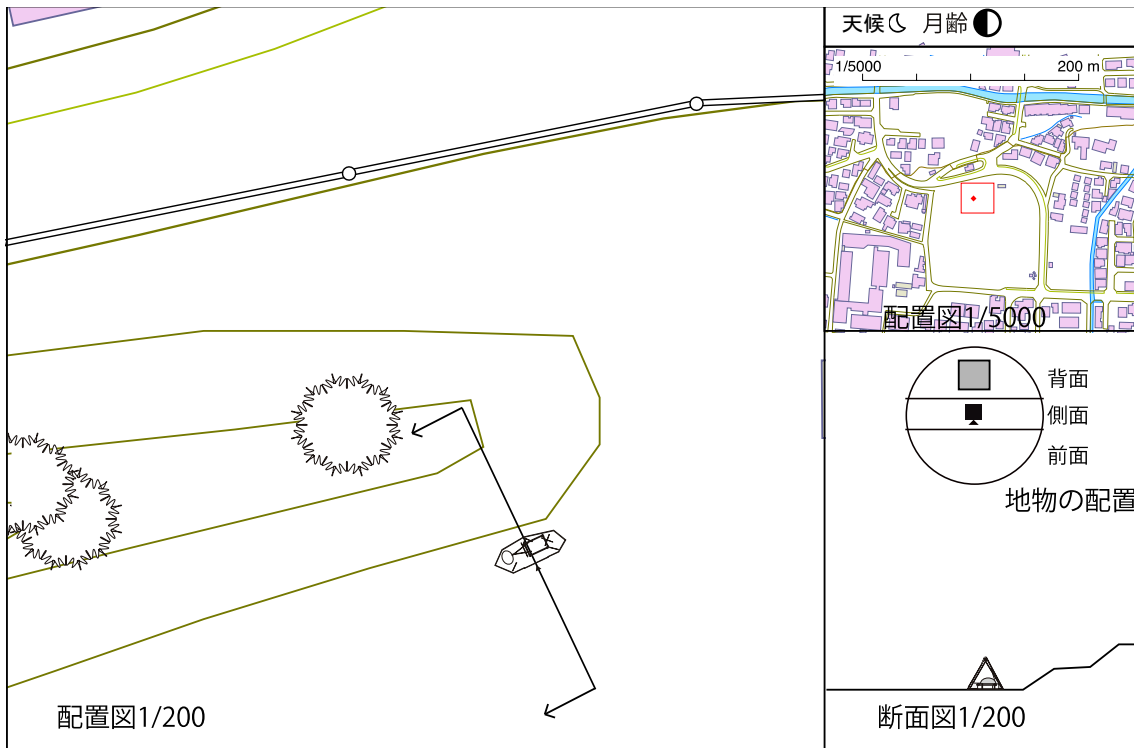 天候 月齢
1/5000 200 m
配置図1/5000
背面
側面
前面
地物の配置
配置図1/200
断面図1/200